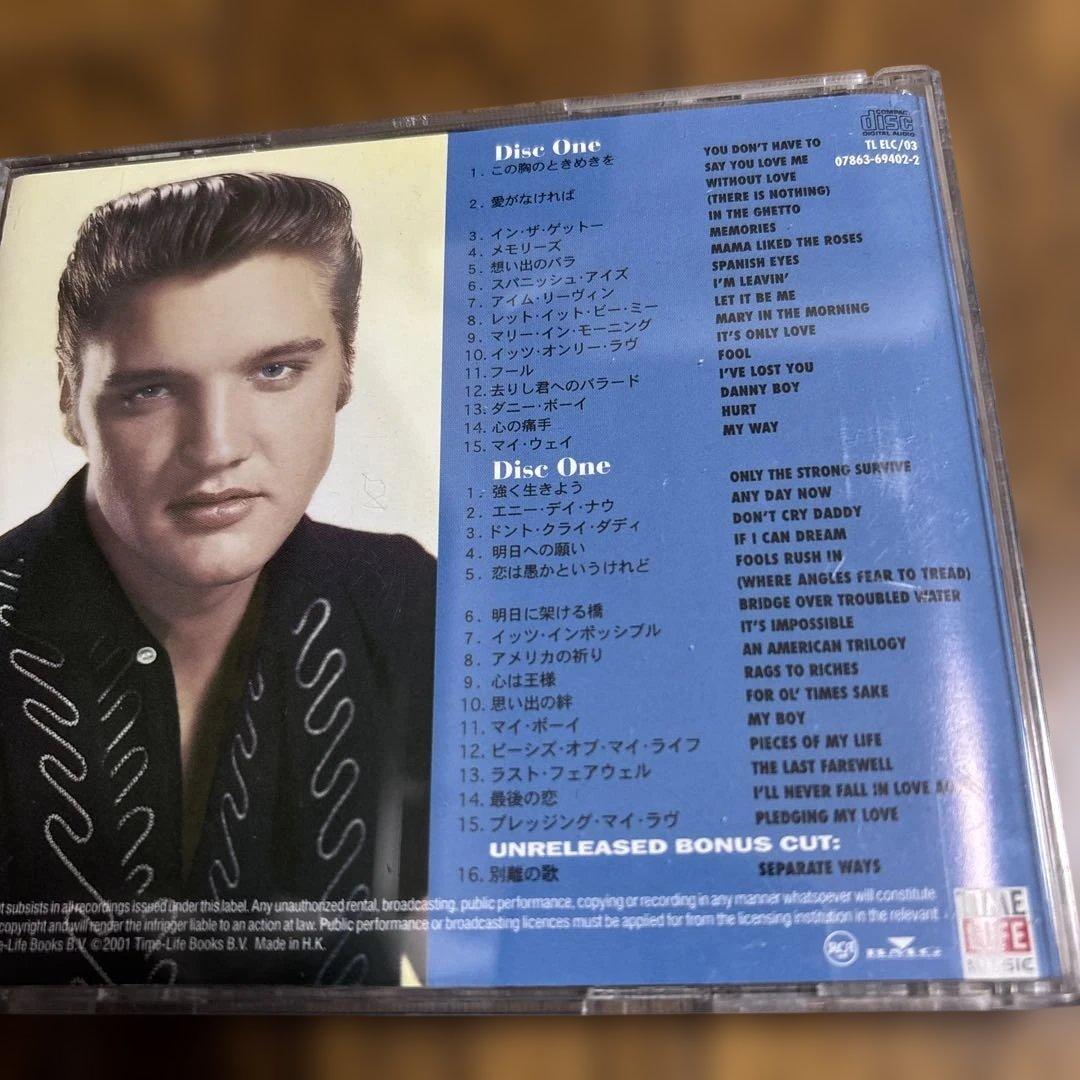 COMPACT
disc
DIGITAL AUDIO
TL ELC/03
07863-69402-2
Disc One
1. この胸のときめきを YOU DON'T HAVE TO
SAY YOU LOVE ME
2. 愛がなければ WITHOUT LOVE
(THERE IS NOTHING)
3. イン・ザ・ゲットー IN THE GHETTO
4. メモリーズ MEMORIES
5. 想い出のバラ MAMA LIKED THE ROSES
6. スパニッシュ・アイズ SPANISH EYES
7. アイム・リーヴィン I'M LEAVIN'
8. レット・イット・ビー・ミー LET IT BE ME
9. マリー・イン・モーニング MARY IN THE MORNING
10. イッツ・オンリー・ラヴ IT'S ONLY LOVE
11. フール FOOL
12. 去りし君へのバラード I'VE LOST YOU
13. ダニー・ボーイ DANNY BOY
14. 心の痛手 HURT
15. マイ・ウェイ MY WAY
Disc One
1. 強く生きよう ONLY THE STRONG SURVIVE
2. エニー・デイ・ナウ ANY DAY NOW
3. ドント・クライ・ダディ DON'T CRY DADDY
4. 明日への願い IF I CAN DREAM
5. 恋は愚かというけれど FOOLS RUSH IN
(WHERE ANGLES FEAR TO TREAD)
6. 明日に架ける橋 BRIDGE OVER TROUBLED WATER
7. イッツ・インポッシブル IT'S IMPOSSIBLE
8. アメリカの祈り AN AMERICAN TRILOGY
9. 心は王様 RAGS TO RICHES
10. 思い出の絆 FOR OL' TIMES SAKE
11. マイ・ボーイ MY BOY
12. ピーシズ・オブ・マイ・ライフ PIECES OF MY LIFE
13. ラスト・フェアウェル THE LAST FAREWELL
14. 最後の恋 I'LL NEVER FALL IN LOVE
15. プレッジング・マイ・ラヴ PLEDGING MY LOVE
UNRELEASED BONUS CUT:
16. 別離の歌 SEPARATE WAYS
t subsists in all recordings issued under this label. Any unauthorized rental, broadcasting, public performance, copying or recording in any manner whatsoever will constitute
copyright and will render the infringer liable to an action at law. Public performance or broadcasting licences must be applied for from the licensing institution in the relevant
e-Life Books B.V. ©2001 Time-Life Books B.V. Made in H.K.
RCA
BMG
TIME
LIFE
MUSIC